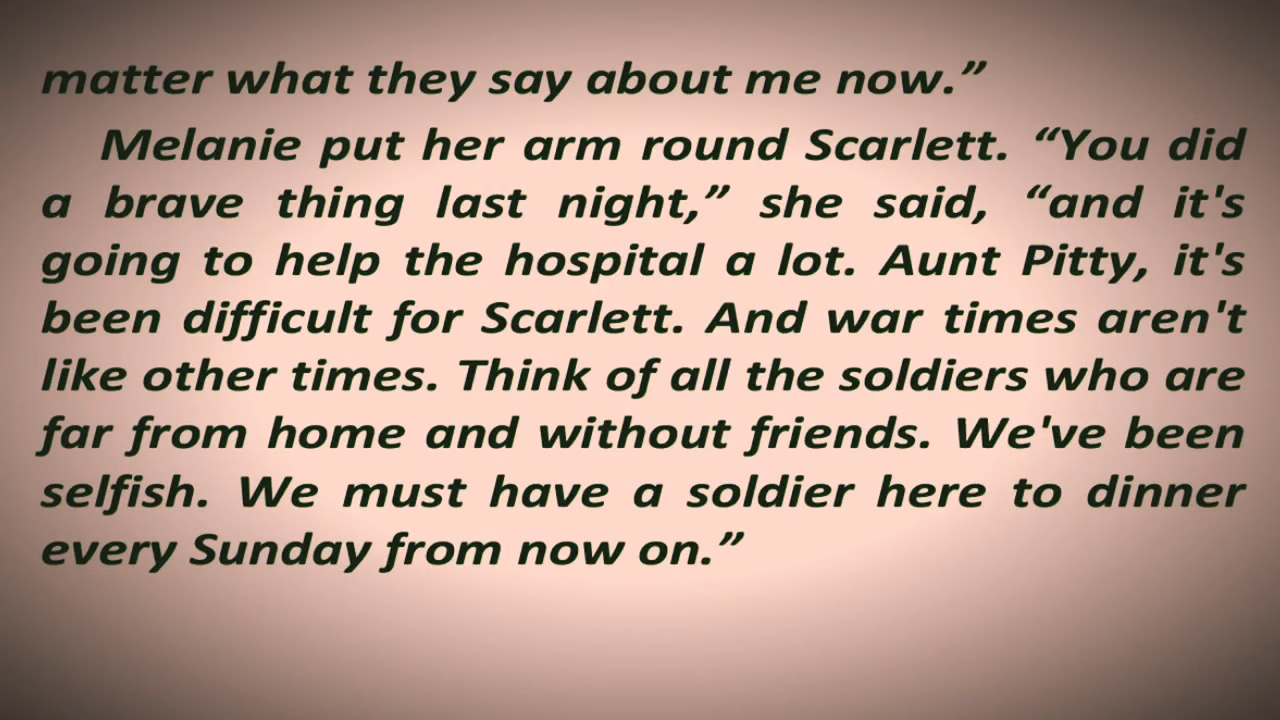 matter what they say about me now.”
Melanie put her arm round Scarlett. “You did
a brave thing last night,” she said, “and it's
going to help the hospital a lot. Aunt Pitty, it's
been difficult for Scarlett. And war times aren't
like other times. Think of all the soldiers who are
far from home and without friends. We've been
selfish. We must have a soldier here to dinner
every Sunday from now on.”